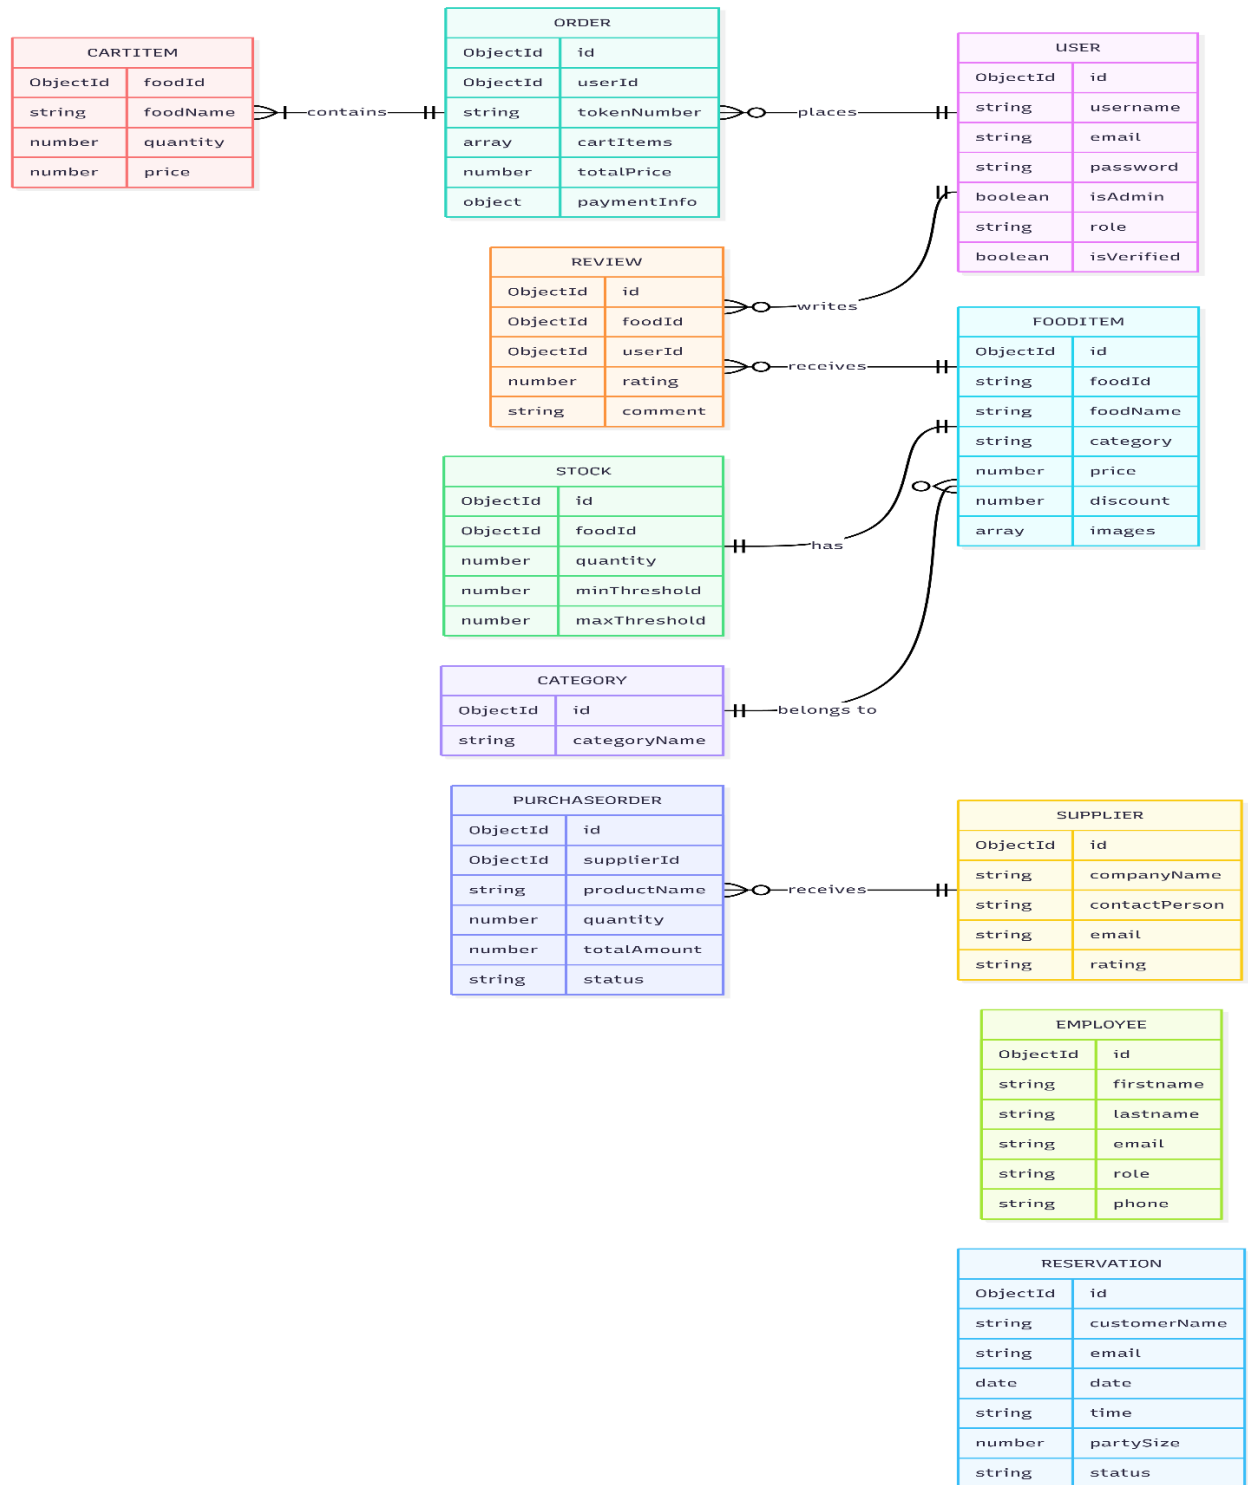 CARTITEM
ObjectId foodId
string foodName
number quantity
number price
contains
ORDER
ObjectId id
ObjectId userId
string tokenNumber
array cartItems
number totalPrice
object paymentInfo
places
USER
ObjectId id
string username
string email
string password
boolean isAdmin
string role
boolean isVerified
REVIEW
ObjectId id
ObjectId foodId
ObjectId userId
number rating
string comment
writes
receives
FOODITEM
ObjectId id
string foodId
string foodName
string category
number price
number discount
array images
STOCK
ObjectId id
ObjectId foodId
number quantity
number minThreshold
number maxThreshold
has
CATEGORY
ObjectId id
string categoryName
belongs to
PURCHASEORDER
ObjectId id
ObjectId supplierId
string productName
number quantity
number totalAmount
string status
receives
SUPPLIER
ObjectId id
string companyName
string contactPerson
string email
string rating
EMPLOYEE
ObjectId id
string firstname
string lastname
string email
string role
string phone
RESERVATION
ObjectId id
string customerName
string email
date date
string time
number partySize
string status